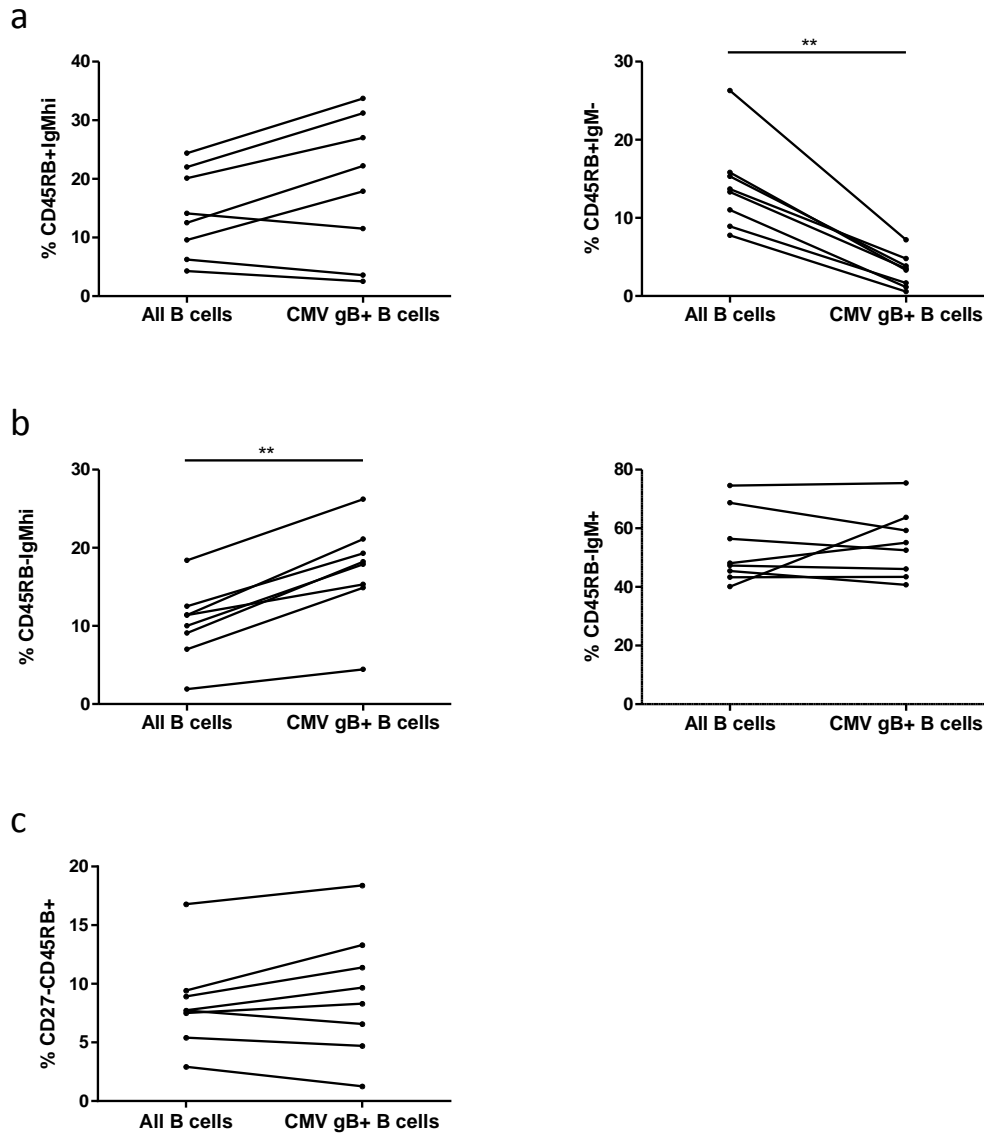 a
% CD45RB+IgMhi
40
30
20
10
0
All B cells
CMV gB+ B cells
**
% CD45RB+IgM-
30
20
10
0
All B cells
CMV gB+ B cells
b
**
% CD45RB-IgMhi
30
20
10
0
All B cells
CMV gB+ B cells
% CD45RB-IgM+
80
60
40
20
0
All B cells
CMV gB+ B cells
c
% CD27-CD45RB+
20
15
10
5
0
All B cells
CMV gB+ B cells